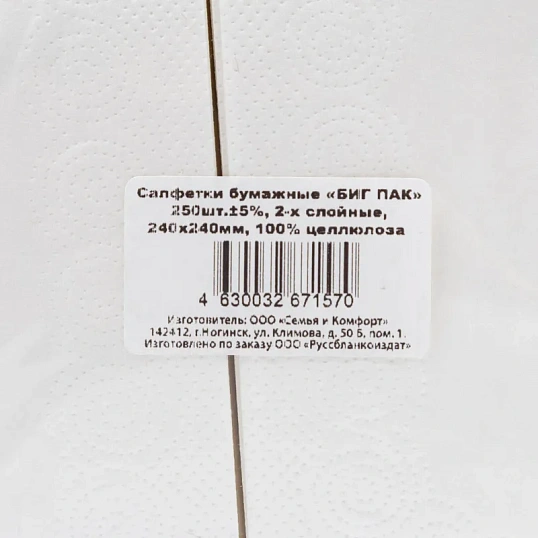 Салфетки бумажные «БИГ ПАК»
250шт.±5%, 2-х слойные,
240х240мм, 100% целлюлоза
4 630032 671570
Изготовитель: ООО «Семья и Комфорт»
142412, г.Ногинск, ул. Климова, д. 50 Б, пом. 1.
Изготовлено по заказу ООО «Руссбланкоиздат»